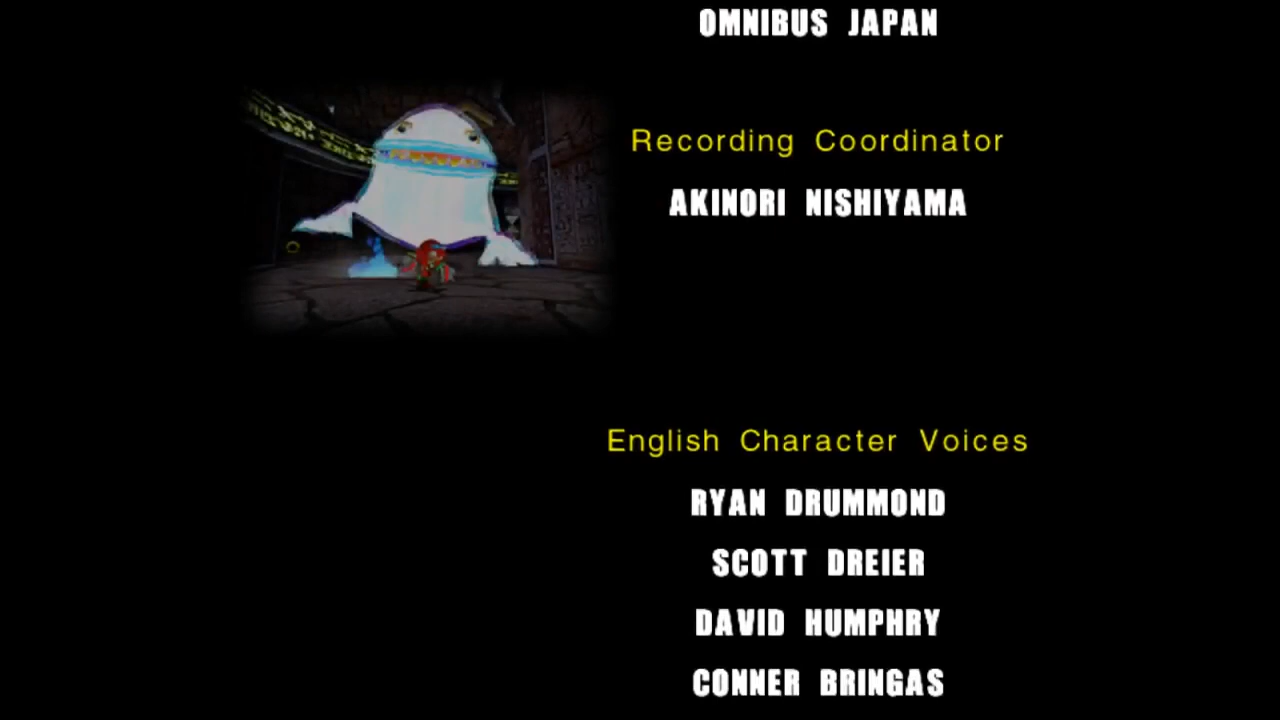 OMNIBUS JAPAN
Recording Coordinator
AKINORI NISHIYAMA
English Character Voices
RYAN DRUMMOND
SCOTT DREIER
DAVID HUMPHRY
CONNER BRINGAS